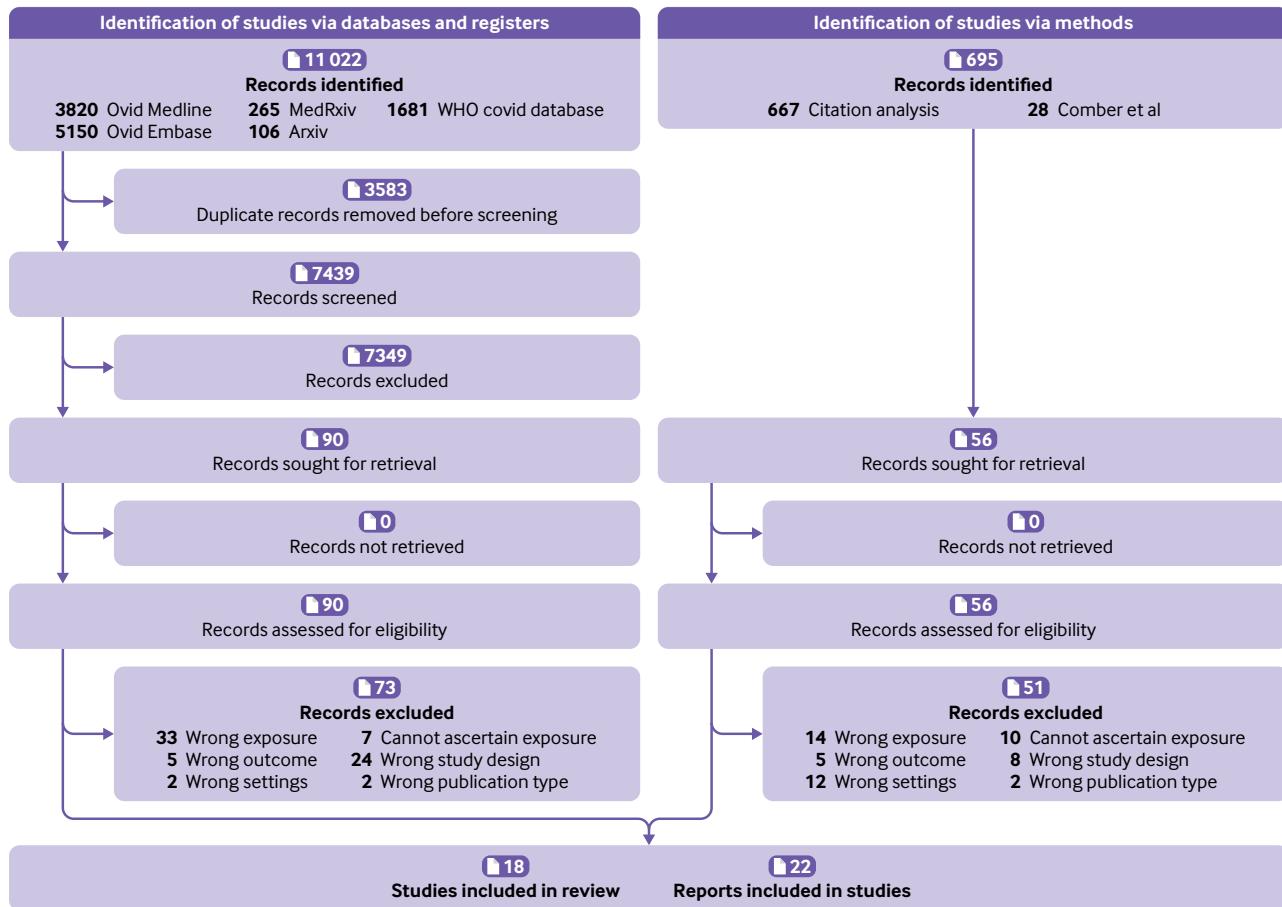 Identification of studies via databases and registers
11 022
Records identified
3820 Ovid Medline 265 MedRxiv 1681 WHO covid database
5150 Ovid Embase 106 Arxiv
3583
Duplicate records removed before screening
7439
Records screened
7349
Records excluded
90
Records sought for retrieval
0
Records not retrieved
90
Records assessed for eligibility
73
Records excluded
33 Wrong exposure 7 Cannot ascertain exposure
5 Wrong outcome 24 Wrong study design
2 Wrong settings 2 Wrong publication type
Identification of studies via methods
695
Records identified
667 Citation analysis 28 Comber et al
56
Records sought for retrieval
0
Records not retrieved
56
Records assessed for eligibility
51
Records excluded
14 Wrong exposure 10 Cannot ascertain exposure
5 Wrong outcome 8 Wrong study design
12 Wrong settings 2 Wrong publication type
18
Studies included in review
22
Reports included in studies